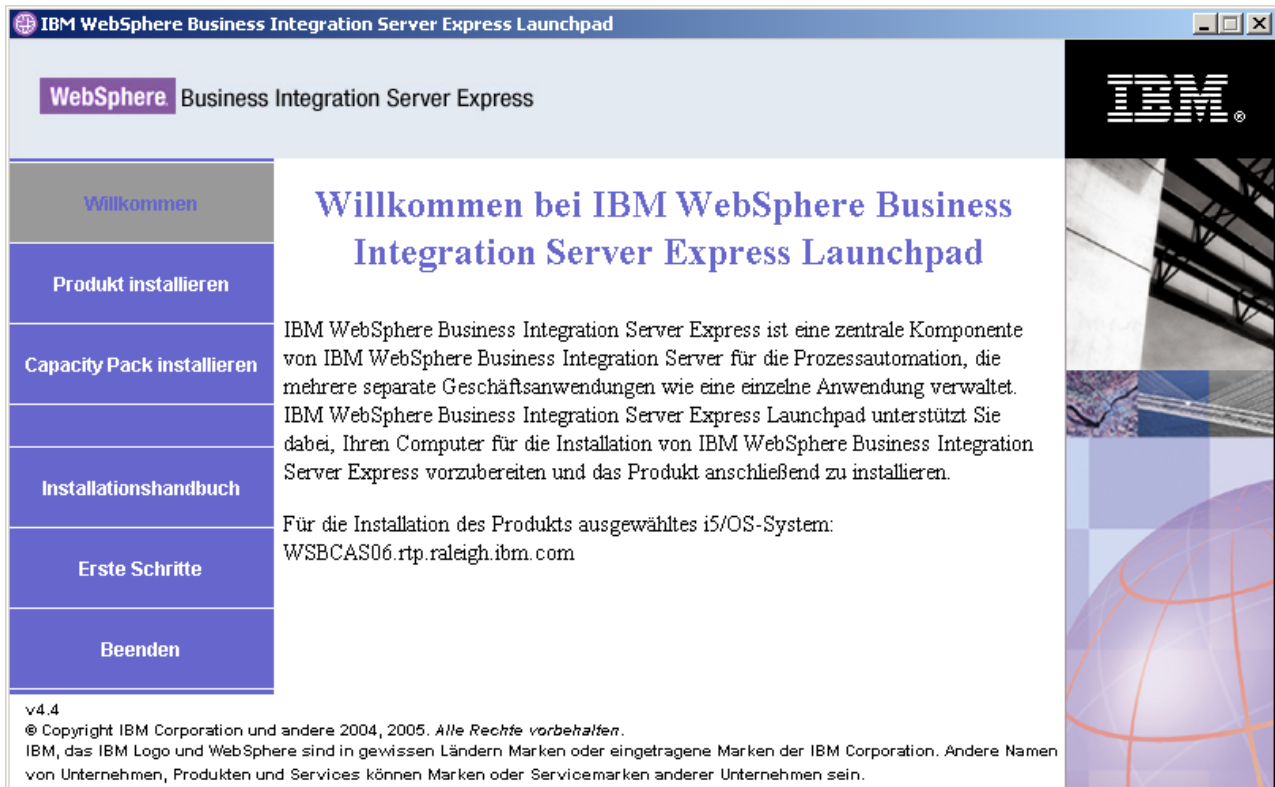 IBM WebSphere Business Integration Server Express Launchpad
WebSphere. Business Integration Server Express
IBM®
Willkommen
Produkt installieren
Capacity Pack installieren
Installationshandbuch
Erste Schritte
Beenden
Willkommen bei IBM WebSphere Business
Integration Server Express Launchpad
IBM WebSphere Business Integration Server Express ist eine zentrale Komponente
von IBM WebSphere Business Integration Server für die Prozessautomation, die
mehrere separate Geschäftsanwendungen wie eine einzelne Anwendung verwaltet.
IBM WebSphere Business Integration Server Express Launchpad unterstützt Sie
dabei, Ihren Computer für die Installation von IBM WebSphere Business Integration
Server Express vorzubereiten und das Produkt anschließend zu installieren.
Für die Installation des Produkts ausgewähltes i5/OS-System:
WSBCAS06.rtp.raleigh.ibm.com
v4.4
© Copyright IBM Corporation und andere 2004, 2005. Alle Rechte vorbehalten.
IBM, das IBM Logo und WebSphere sind in gewissen Ländern Marken oder eingetragene Marken der IBM Corporation. Andere Namen
von Unternehmen, Produkten und Services können Marken oder Servicemarken anderer Unternehmen sein.